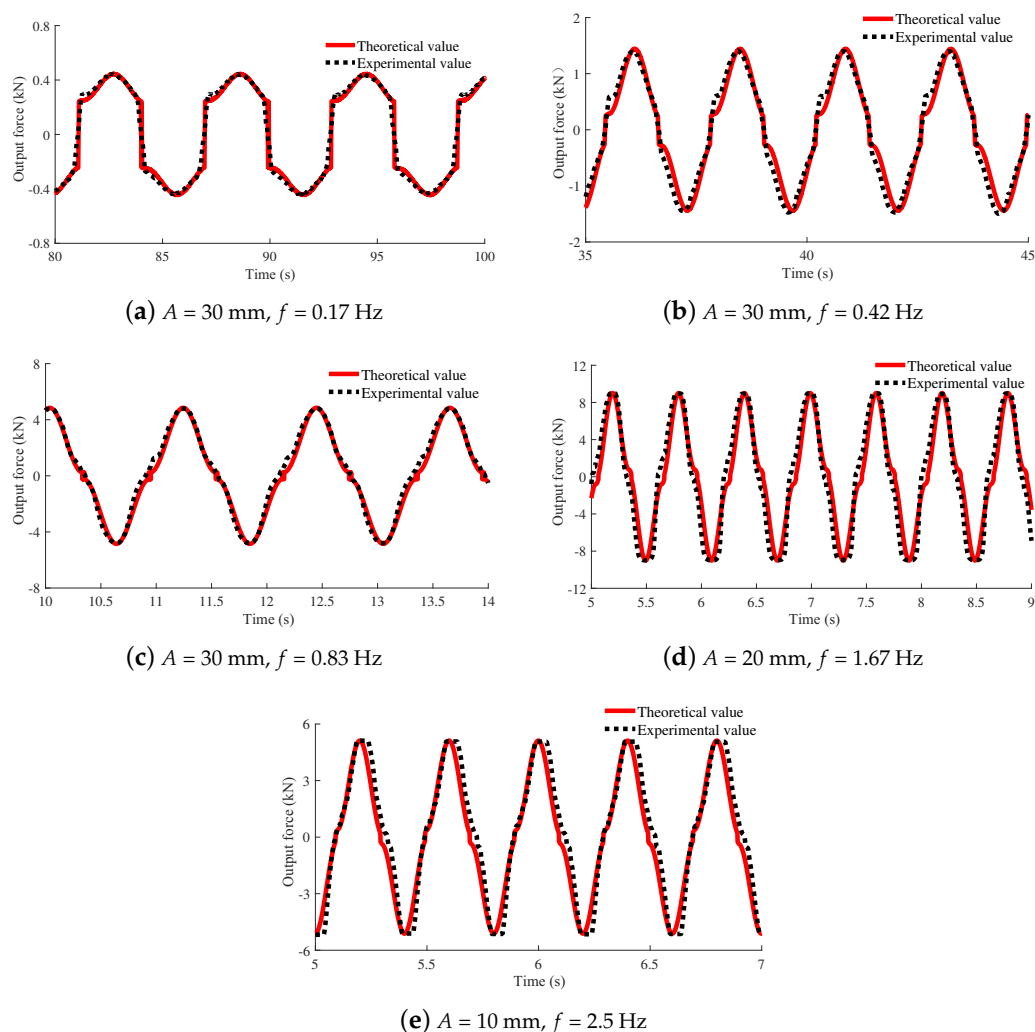 0.8
0.4
0
-0.4
-0.8
Output force (kN)
Theoretical value
Experimental value
80 85 90 95 100
Time (s)
(a) A = 30 mm, f = 0.17 Hz
2
1
0
-1
-2
Output force (kN)
Theoretical value
Experimental value
35 40 45
Time (s)
(b) A = 30 mm, f = 0.42 Hz
8
4
0
-4
-8
Output force (kN)
Theoretical value
Experimental value
10 10.5 11 11.5 12 12.5 13 13.5 14
Time (s)
(c) A = 30 mm, f = 0.83 Hz
12
8
4
0
-4
-8
-12
Output force (kN)
Theoretical value
Experimental value
5 5.5 6 6.5 7 7.5 8 8.5 9
Time (s)
(d) A = 20 mm, f = 1.67 Hz
6
3
0
-3
-6
Output force (kN)
Theoretical value
Experimental value
5 5.5 6 6.5 7
Time (s)
(e) A = 10 mm, f = 2.5 Hz